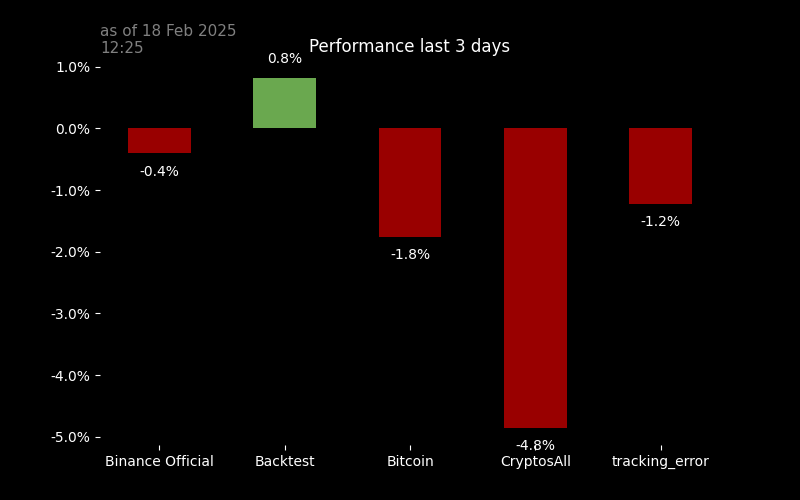 as of 18 Feb 2025
12:25
Performance last 3 days
1.0%
0.0%
-1.0%
-2.0%
-3.0%
-4.0%
-5.0%
-0.4%
0.8%
-1.8%
-4.8%
-1.2%
Binance Official
Backtest
Bitcoin
CryptosAll
tracking_error